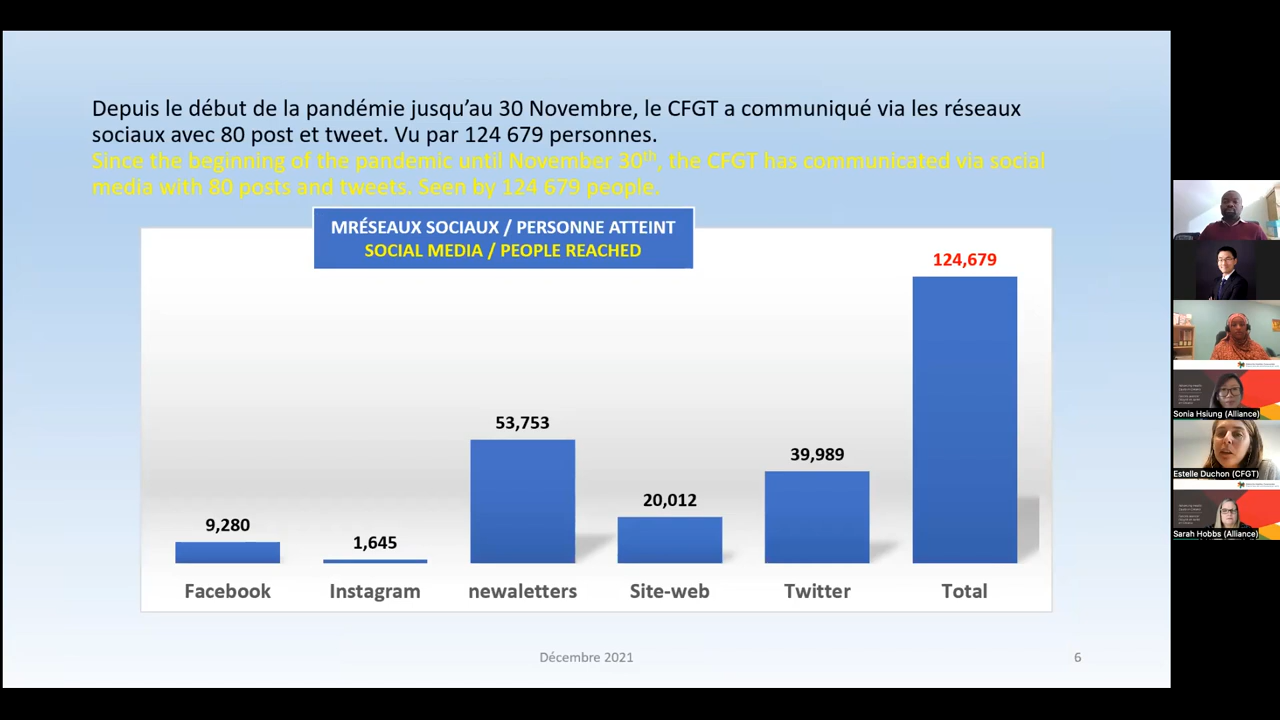 Depuis le début de la pandémie jusqu’au 30 Novembre, le CFGT a communiqué via les réseaux
sociaux avec 80 post et tweet. Vu par 124 679 personnes.
Since the beginning of the pandemic until November 30th, the CFGT has communicated via social
media with 80 posts and tweets. Seen by 124 679 people.
MRÉSEAUX SOCIAUX / PERSONNE ATTEINT
SOCIAL MEDIA / PEOPLE REACHED
124,679
53,753
39,989
20,012
9,280
1,645
Facebook
Instagram
newaletters
Site-web
Twitter
Total
Décembre 2021
6
Sonia Hsiung (Alliance)
Estelle Duchon (CFGT)
Sarah Hobbs (Alliance)